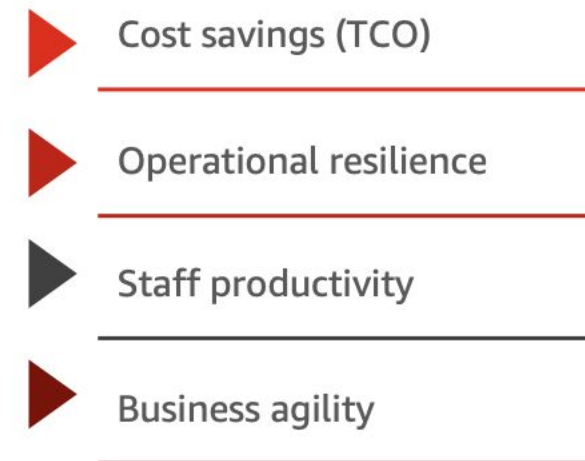 Cost savings (TCO)
Operational resilience
Staff productivity
Business agility